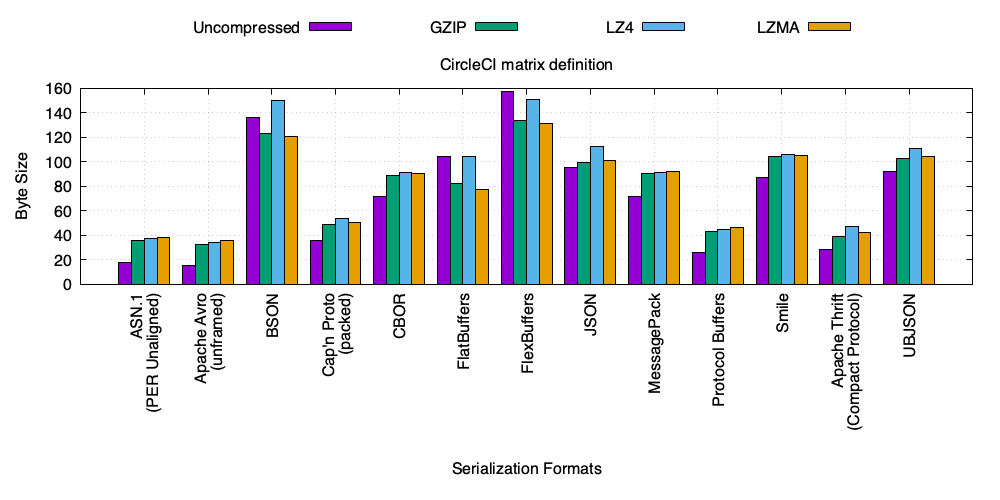 Uncompressed GZIP LZ4 LZMA
CircleCI matrix definition
Byte Size
160
140
120
100
80
60
40
20
0
ASN.1
(PER Unaligned)
Apache Avro
(unframed)
BSON
Cap'n Proto
(packed)
CBOR
FlatBuffers
FlexBuffers
JSON
MessagePack
Protocol Buffers
Smile
Apache Thrift
(Compact Protocol)
UBJSON
Serialization Formats